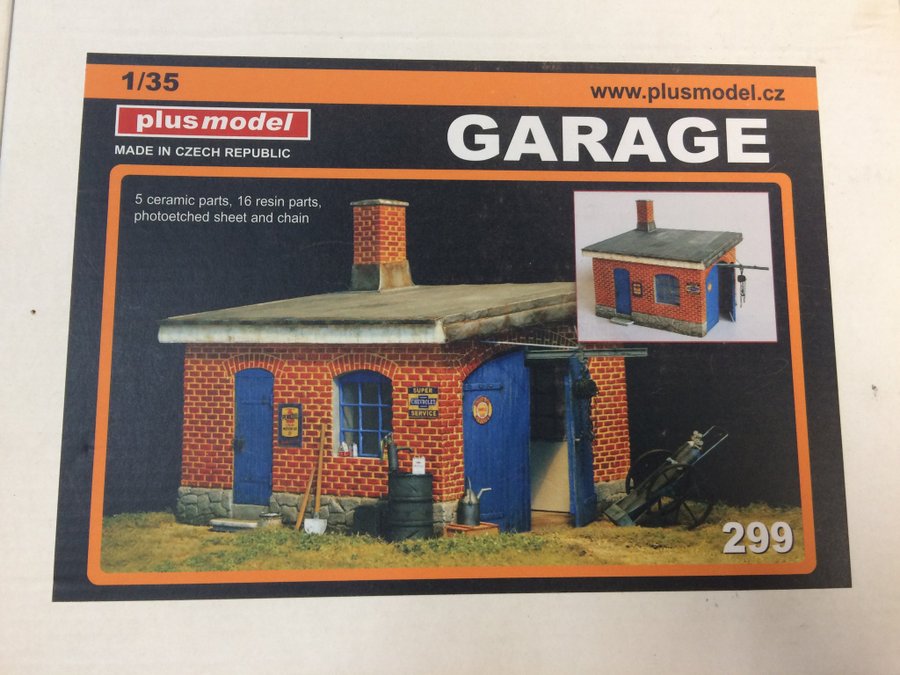 1/35
www.plusmodel.cz
plusmodel
GARAGE
MADE IN CZECH REPUBLIC
5 ceramic parts, 16 resin parts,
photoetched sheet and chain
SUPER
CHEVROLET
SERVICE
299